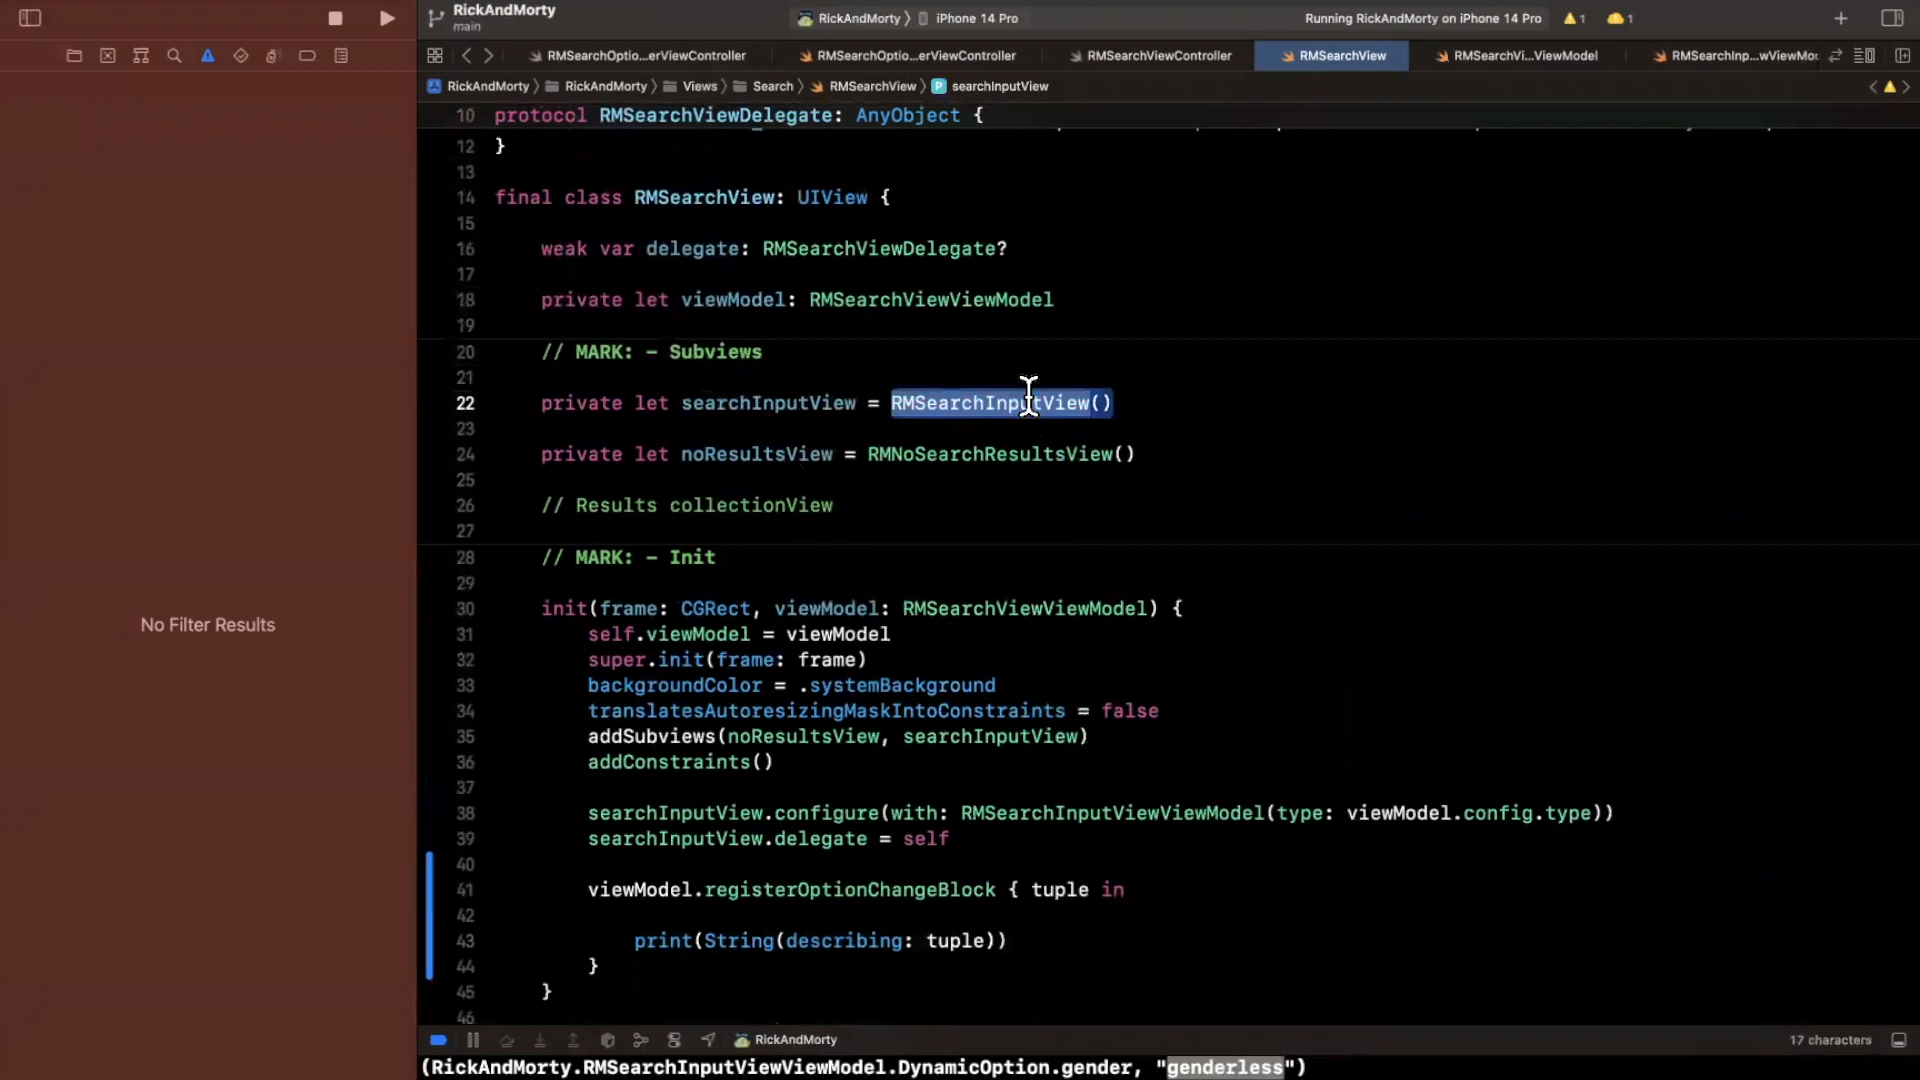 RickAndMorty
main
RickAndMorty 〉 iPhone 14 Pro
Running RickAndMorty on iPhone 14 Pro
1
1
RMSearchOptio...erViewController
RMSearchOptio...erViewController
RMSearchViewController
RMSearchView
RMSearchVi...ViewModel
RMSearchInp...wViewMo
RickAndMorty 〉 RickAndMorty 〉 Views 〉 Search 〉 RMSearchView 〉 P searchInputView
10 protocol RMSearchViewDelegate: AnyObject {
12 }
13
14 final class RMSearchView: UIView {
15
16 weak var delegate: RMSearchViewDelegate?
17
18 private let viewModel: RMSearchViewViewModel
19
20 // MARK: - Subviews
21
22 private let searchInputView = RMSearchInputView()
23
24 private let noResultsView = RMNoSearchResultsView()
25
26 // Results collectionView
27
28 // MARK: - Init
29
30 init(frame: CGRect, viewModel: RMSearchViewViewModel) {
31 self.viewModel = viewModel
32 super.init(frame: frame)
33 backgroundColor = .systemBackground
34 translatesAutoresizingMaskIntoConstraints = false
35 addSubviews(noResultsView, searchInputView)
36 addConstraints()
37
38 searchInputView.configure(with: RMSearchInputViewViewModel(type: viewModel.config.type))
39 searchInputView.delegate = self
40
41 viewModel.registerOptionChangeBlock { tuple in
42
43 print(String(describing: tuple))
44 }
45 }
46
No Filter Results
RickAndMorty
17 characters
(RickAndMorty.RMSearchInputViewViewModel.DynamicOption.gender, "genderless")